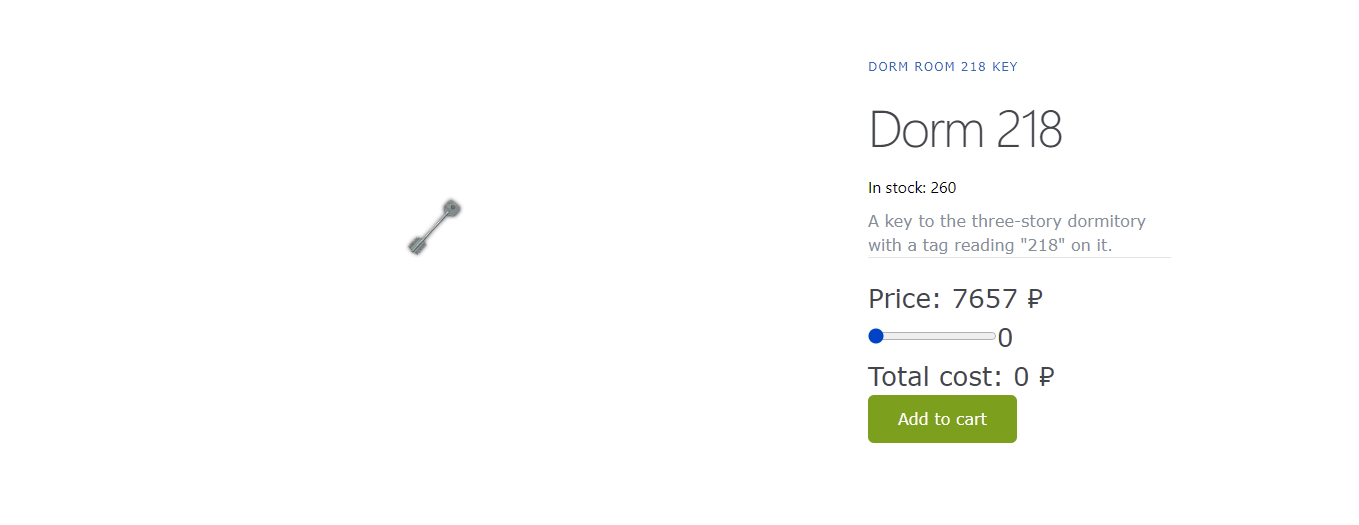 DORM ROOM 218 KEY
Dorm 218
In stock: 260
A key to the three-story dormitory
with a tag reading "218" on it.
Price: 7657 ₽
0
Total cost: 0 ₽
Add to cart